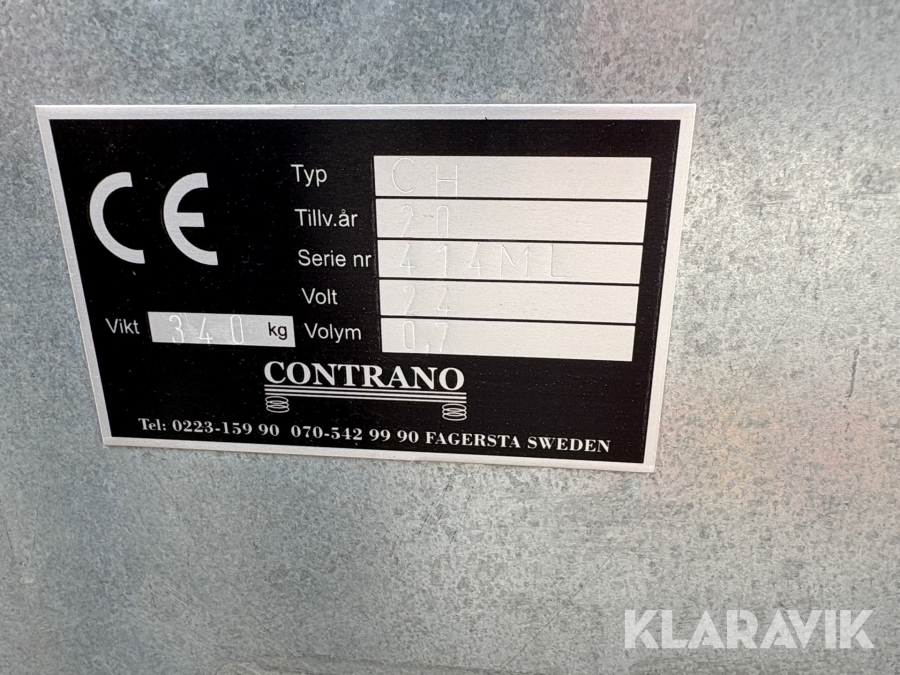 CE
Typ CH
Tillv.år 20
Serie nr 414ML
Volt 24
Vikt 340 kg
Volym 0,7
CONTRANO
Tel: 0223-159 90 070-542 99 90 FAGERSTA SWEDEN
KLARAVIK